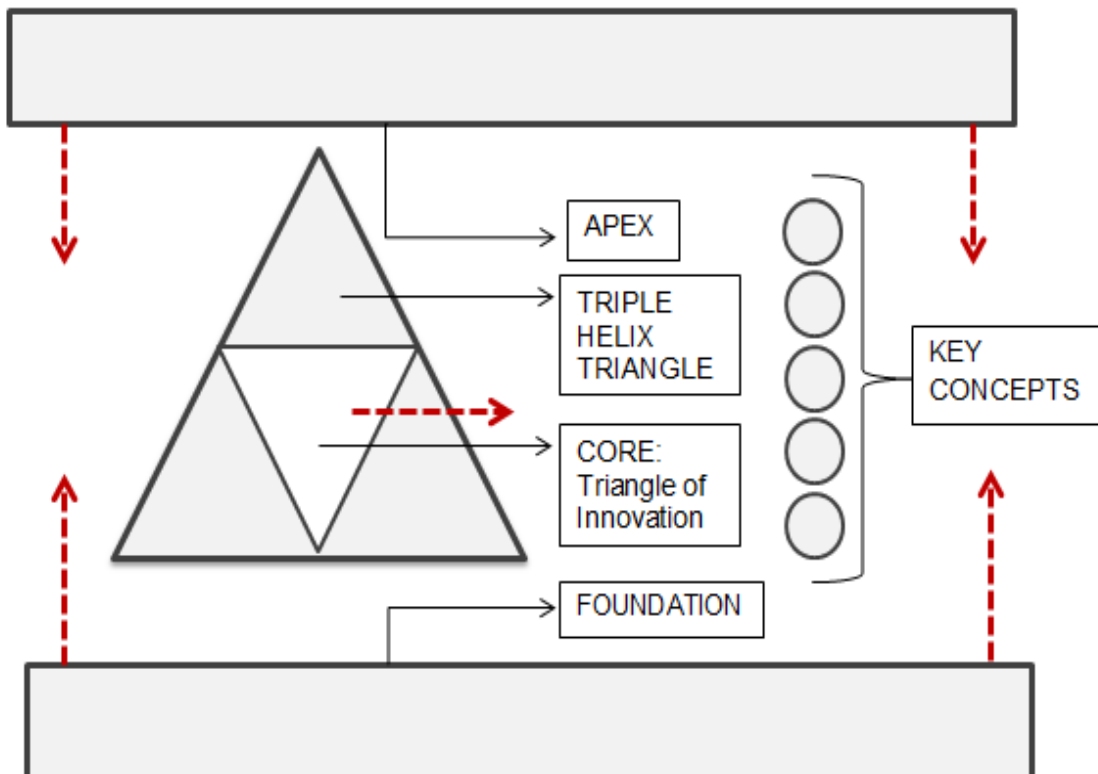 APEX
TRIPLE
HELIX
TRIANGLE
KEY
CONCEPTS
CORE:
Triangle of
Innovation
FOUNDATION